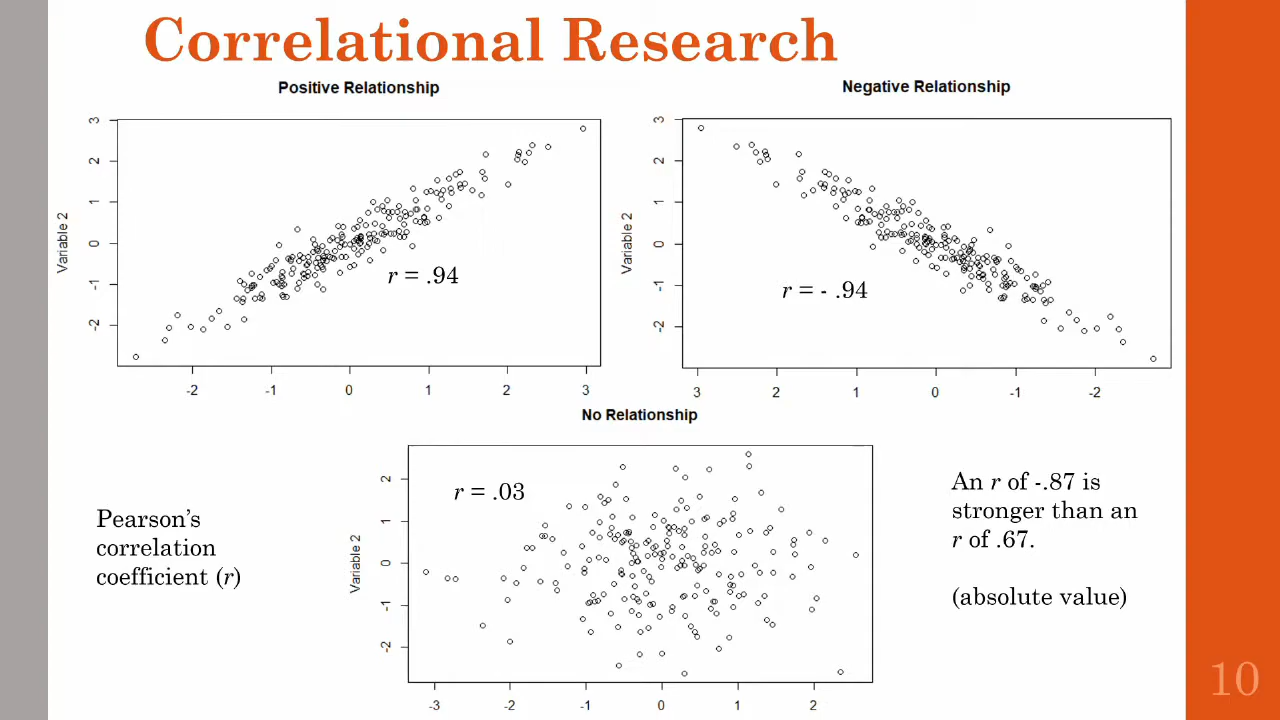 Correlational Research
Positive Relationship
3
2
1
0
-1
-2
Variable 2
r = .94
-2
-1
0
1
2
3
Negative Relationship
3
2
1
0
-1
-2
Variable 2
r = - .94
3
2
1
0
-1
-2
No Relationship
2
1
0
-1
-2
Variable 2
r = .03
-3
-2
-1
0
1
2
Pearson’s
correlation
coefficient (r)
An r of -.87 is
stronger than an
r of .67.
(absolute value)
10